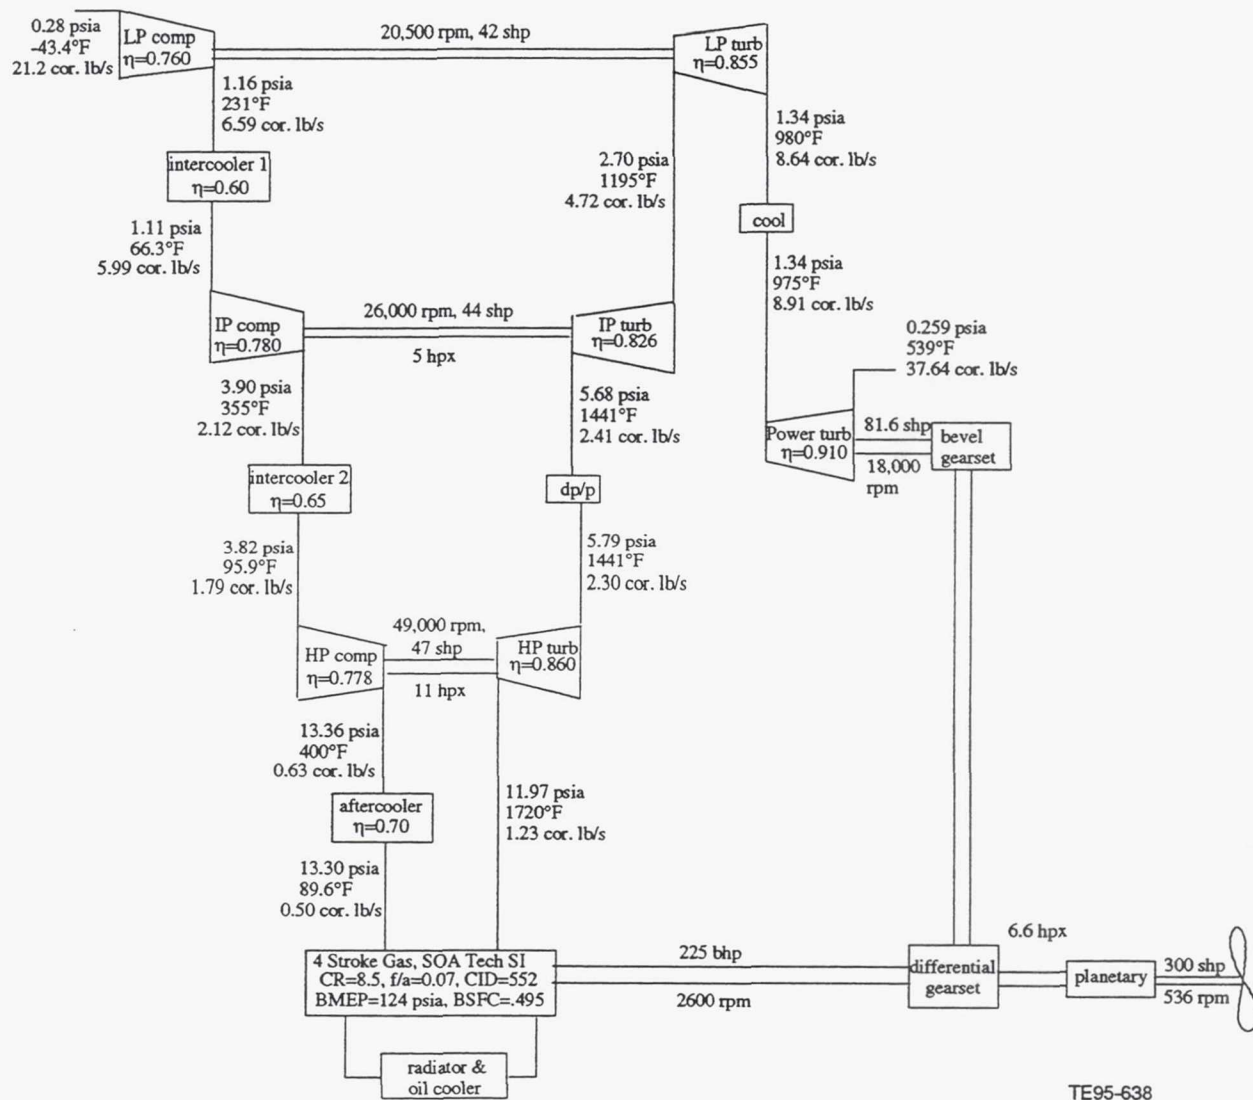 0.28 psia
-43.4°F
21.2 cor. lb/s
LP comp
η=0.760
20,500 rpm, 42 shp
LP turb
η=0.855
1.16 psia
231°F
6.59 cor. lb/s
intercooler 1
η=0.60
1.11 psia
66.3°F
5.99 cor. lb/s
2.70 psia
1195°F
4.72 cor. lb/s
1.34 psia
980°F
8.64 cor. lb/s
cool
1.34 psia
975°F
8.91 cor. lb/s
IP comp
η=0.780
26,000 rpm, 44 shp
5 hpx
IP turb
η=0.826
0.259 psia
539°F
37.64 cor. lb/s
3.90 psia
355°F
2.12 cor. lb/s
5.68 psia
1441°F
2.41 cor. lb/s
Power turb
η=0.910
81.6 shp
18,000
rpm
bevel
gearset
intercooler 2
η=0.65
dp/p
3.82 psia
95.9°F
1.79 cor. lb/s
5.79 psia
1441°F
2.30 cor. lb/s
HP comp
η=0.778
49,000 rpm,
47 shp
11 hpx
HP turb
η=0.860
13.36 psia
400°F
0.63 cor. lb/s
11.97 psia
1720°F
1.23 cor. lb/s
aftercooler
η=0.70
13.30 psia
89.6°F
0.50 cor. lb/s
4 Stroke Gas, SOA Tech SI
CR=8.5, f/a=0.07, CID=552
BMEP=124 psia, BSFC=.495
225 bhp
2600 rpm
differential
gearset
6.6 hpx
planetary
300 shp
536 rpm
radiator &
oil cooler
TE95-638